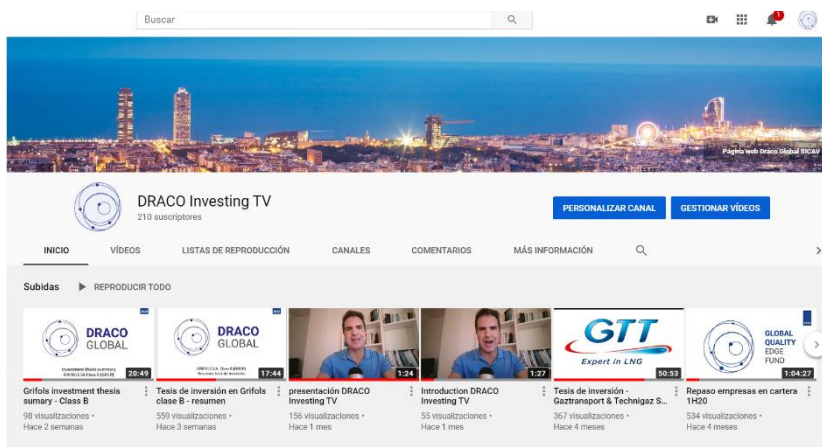 Buscar
1
Página web Draco Global SICAV
DRACO Investing TV
210 suscriptores
PERSONALIZAR CANAL
GESTIONAR VÍDEOS
INICIO
VÍDEOS
LISTAS DE REPRODUCCIÓN
CANALES
COMENTARIOS
MÁS INFORMACIÓN
Subidas
REPRODUCIR TODO
DRACO
GLOBAL
Investment thesis summary
20:49
DRACO
GLOBAL
17:44
1:24
1:27
GTT
Expert in LNG
50:53
GLOBAL
QUALITY
EDGE
FUND
1:04:27
Grifols investment thesis
sumary - Class B
98 visualizaciones •
Hace 2 semanas
Tesis de inversión en Grifols
clase B - resumen
559 visualizaciones •
Hace 3 semanas
presentación DRACO
Investing TV
156 visualizaciones •
Hace 1 mes
Introduction DRACO
Investing TV
55 visualizaciones •
Hace 1 mes
Tesis de inversión -
Gaztransport & Technigaz S...
367 visualizaciones •
Hace 4 meses
Repaso empresas en cartera
1H20
534 visualizaciones •
Hace 4 meses